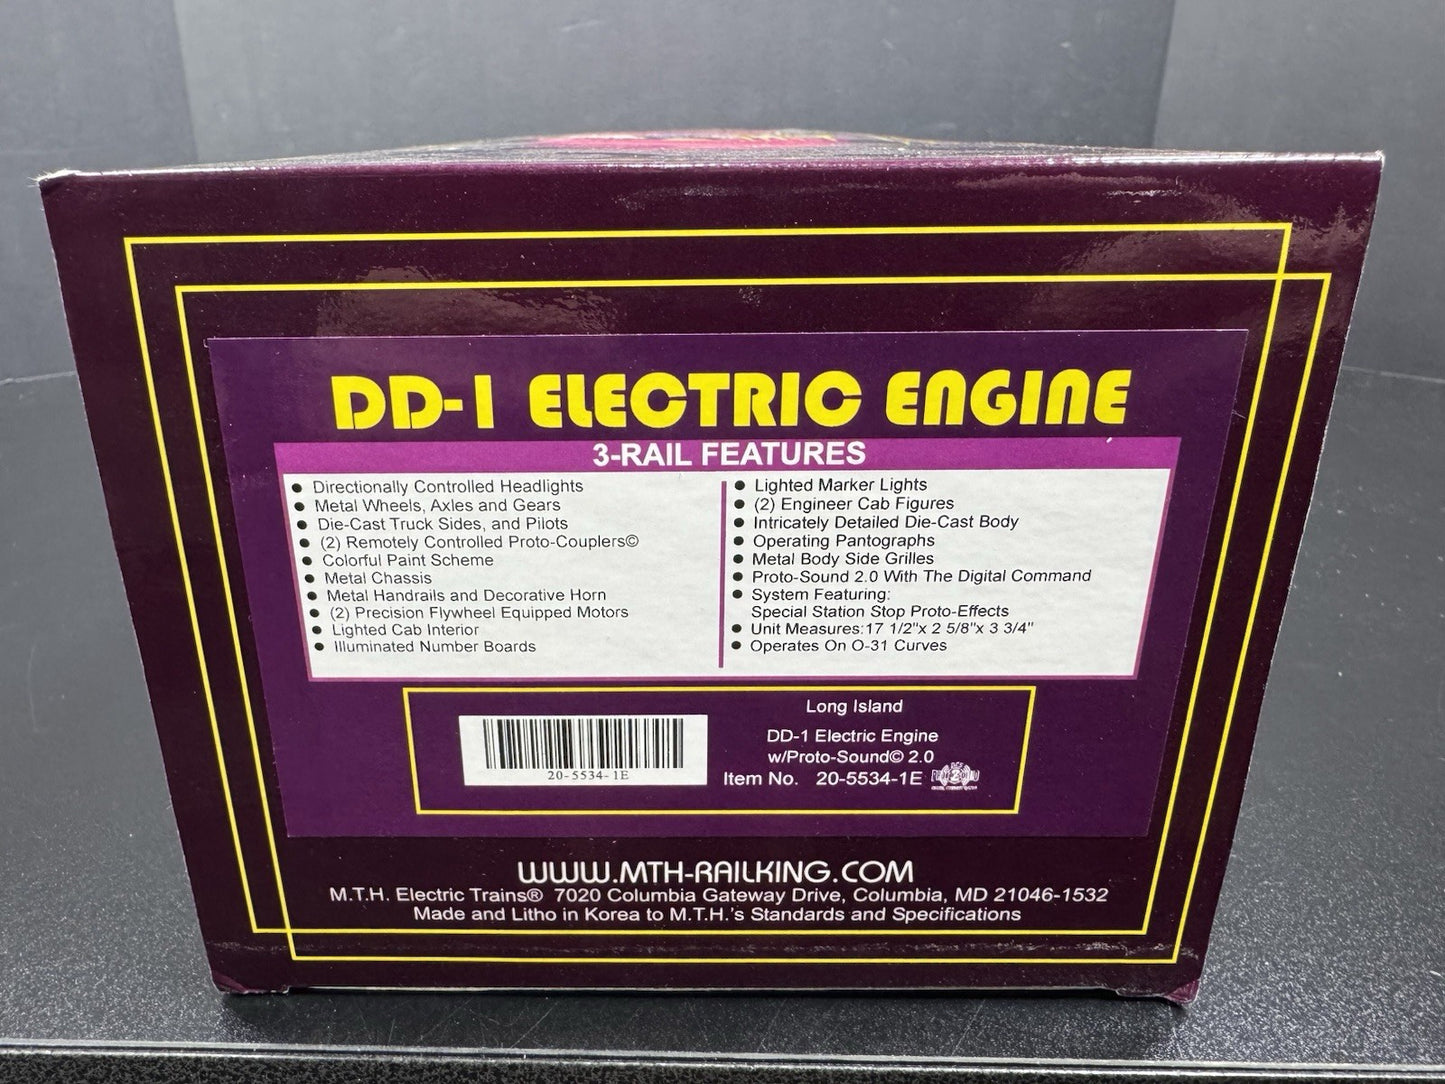 DD-1 ELECTRIC ENGINE
3-RAIL FEATURES
● Directionally Controlled Headlights
● Metal Wheels, Axles and Gears
● Die-Cast Truck Sides, and Pilots
● (2) Remotely Controlled Proto-Couplers©
● Colorful Paint Scheme
● Metal Chassis
● Metal Handrails and Decorative Horn
● (2) Precision Flywheel Equipped Motors
● Lighted Cab Interior
● Illuminated Number Boards
● Lighted Marker Lights
● (2) Engineer Cab Figures
● Intricately Detailed Die-Cast Body
● Operating Pantographs
● Metal Body Side Grilles
● Proto-Sound 2.0 With The Digital Command
● System Featuring:
Special Station Stop Proto-Effects
● Unit Measures:17 1/2"x 2 5/8"x 3 3/4"
● Operates On O-31 Curves
20-5534-1E
Long Island
DD-1 Electric Engine
w/Proto-Sound© 2.0
Item No. 20-5534-1E
WWW.MTH-RAILKING.COM
M.T.H. Electric Trains® 7020 Columbia Gateway Drive, Columbia, MD 21046-1532
Made and Litho in Korea to M.T.H.'s Standards and Specifications